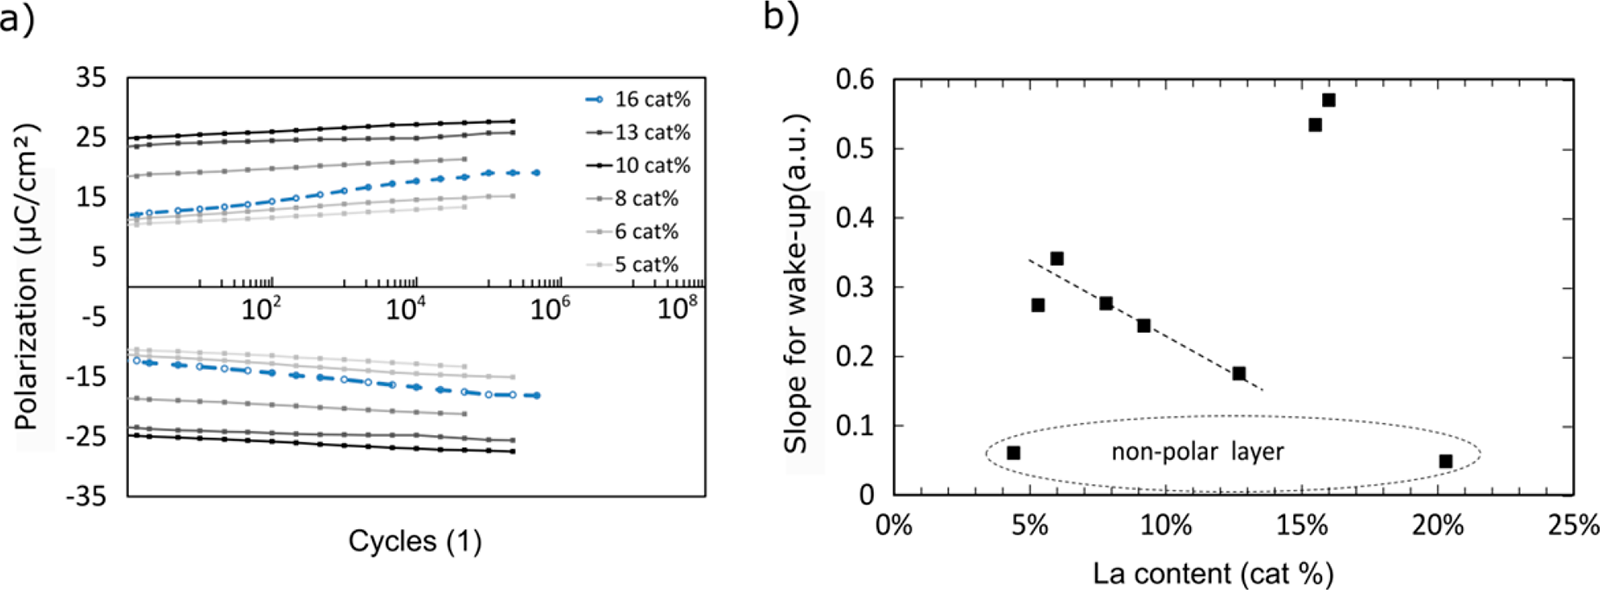 a)
35
25
15
5
-5
-15
-25
-35
Polarization (µC/cm²)
16 cat%
13 cat%
10 cat%
8 cat%
6 cat%
5 cat%
10² 10⁴ 10⁶ 10⁸
Cycles (1)
b)
0.6
0.5
0.4
0.3
0.2
0.1
0
Slope for wake-up(a.u.)
non-polar layer
0% 5% 10% 15% 20% 25%
La content (cat %)